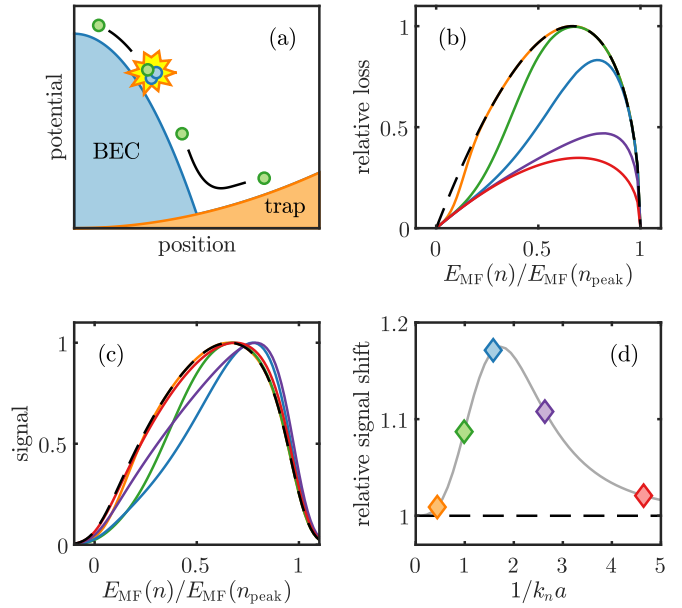 (a)
potential
BEC
trap
position
(b)
relative loss
1
0.5
0
0
0.5
1
E_MF(n)/E_MF(n_peak)
(c)
signal
1
0.5
0
0
0.5
1
E_MF(n)/E_MF(n_peak)
(d)
relative signal shift
1.2
1.1
1
0
1
2
3
4
5
1/k_n a